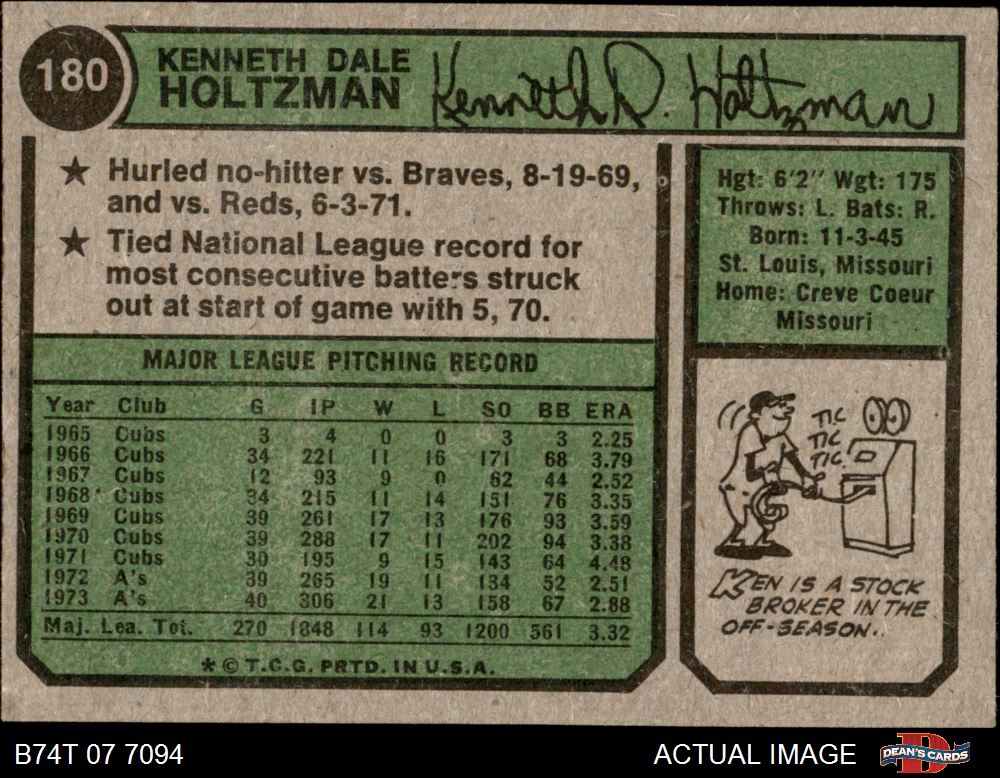 180
KENNETH DALE
HOLTZMAN
Kenneth D. Holtzman
★ Hurled no-hitter vs. Braves, 8-19-69,
and vs. Reds, 6-3-71.
★ Tied National League record for
most consecutive batters struck
out at start of game with 5, 70.
MAJOR LEAGUE PITCHING RECORD
Year Club G IP W L SO BB ERA
1965 Cubs 3 4 0 0 3 3 2.25
1966 Cubs 34 221 11 16 171 68 3.79
1967 Cubs 12 93 9 0 62 44 2.52
1968 Cubs 34 215 11 14 151 76 3.35
1969 Cubs 39 261 17 13 176 93 3.59
1970 Cubs 39 288 17 11 202 94 3.38
1971 Cubs 30 195 9 15 143 64 4.48
1972 A's 39 265 19 11 134 52 2.51
1973 A's 40 306 21 13 158 67 2.88
Maj. Lea. Tot. 270 1848 114 93 1200 561 3.32
* © T.C.G. PRTD. IN U.S.A.
Hgt: 6'2" Wgt: 175
Throws: L. Bats: R.
Born: 11-3-45
St. Louis, Missouri
Home: Creve Coeur
Missouri
TIC
TIC
TIC
KEN IS A STOCK
BROKER IN THE
OFF-SEASON..
B74T 07 7094
ACTUAL IMAGE
DEAN'S CARDS